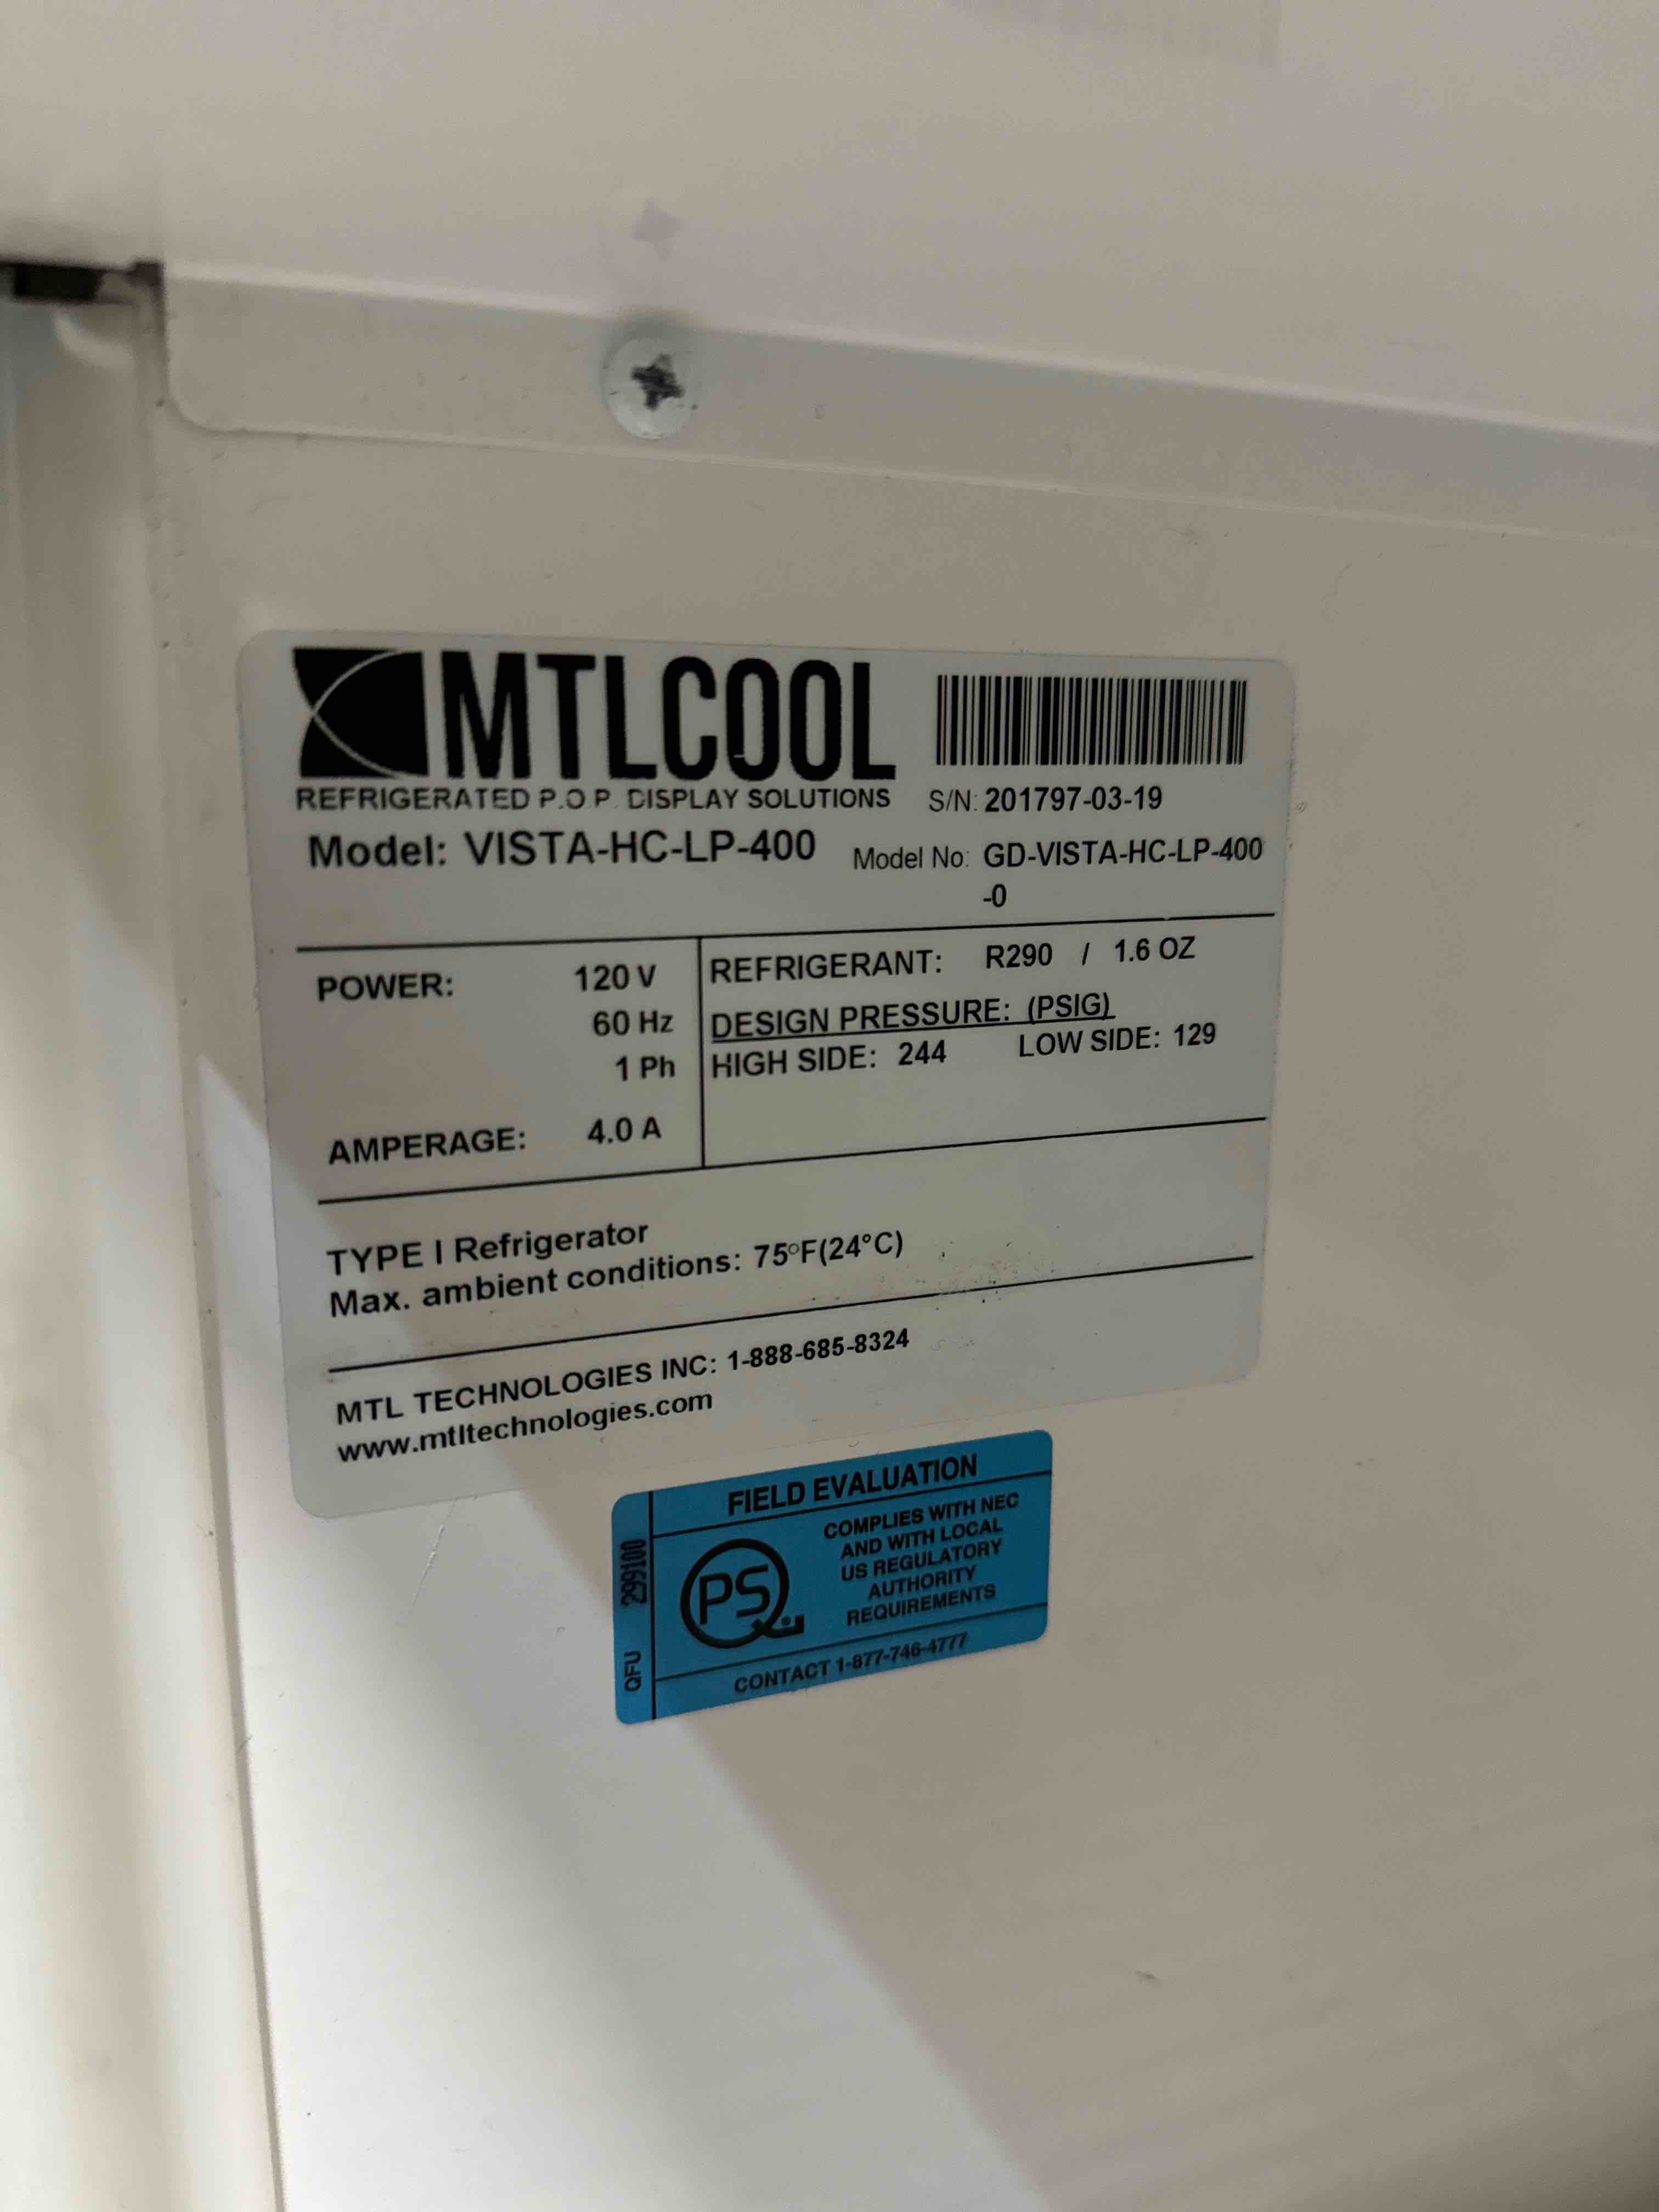 MTLCOOL
REFRIGERATED P.O.P. DISPLAY SOLUTIONS
S/N: 201797-03-19
Model: VISTA-HC-LP-400
Model No: GD-VISTA-HC-LP-400
-0
POWER: 120 V
60 Hz
1 Ph
AMPERAGE: 4.0 A
REFRIGERANT: R290 / 1.6 OZ
DESIGN PRESSURE: (PSIG)
HIGH SIDE: 244 LOW SIDE: 129
TYPE I Refrigerator
Max. ambient conditions: 75°F(24°C)
MTL TECHNOLOGIES INC: 1-888-685-8324
www.mtltechnologies.com
QFU 299100
FIELD EVALUATION
PS
COMPLIES WITH NEC
AND WITH LOCAL
US REGULATORY
AUTHORITY
REQUIREMENTS
CONTACT 1-877-746-4777